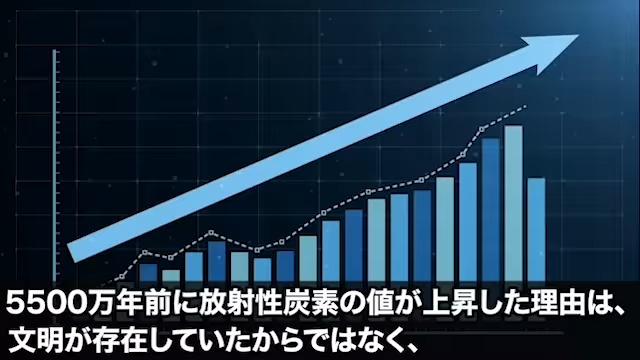 5500万年前に放射性炭素の値が上昇した理由は、
文明が存在していたからではなく、